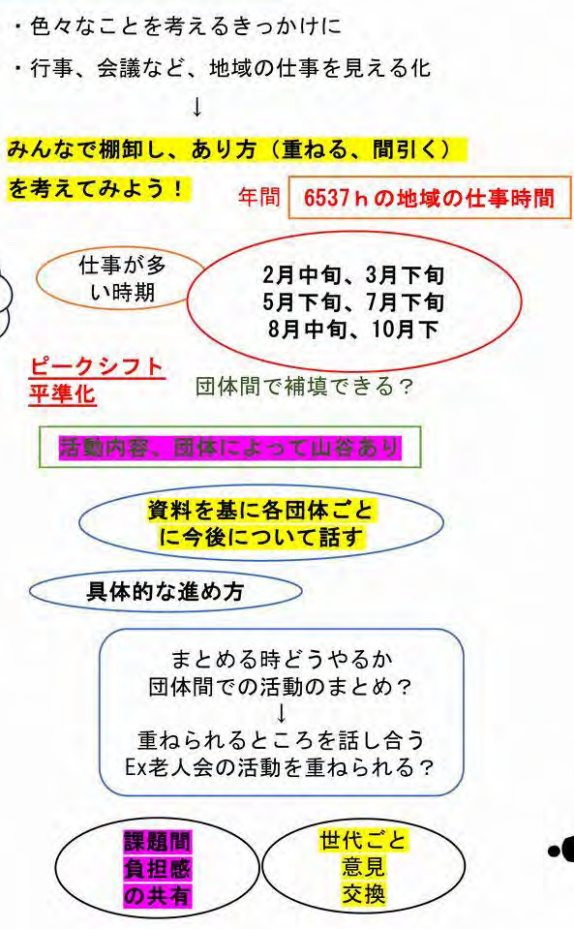 ・色々なことを考えるきっかけに
・行事、会議など、地域の仕事を見える化
↓
みんなで棚卸し、あり方（重ねる、間引く）
を考えてみよう！
年間 6537ｈの地域の仕事時間
仕事が多
い時期
2月中旬、3月下旬
5月下旬、7月下旬
8月中旬、10月下
ピークシフト
平準化
団体間で補填できる？
活動内容、団体によって山谷あり
資料を基に各団体ごと
に今後について話す
具体的な進め方
まとめる時どうやるか
団体間での活動のまとめ？
↓
重ねられるところを話し合う
Ex老人会の活動を重ねられる？
課題間
負担感
の共有
世代ごと
意見
交換